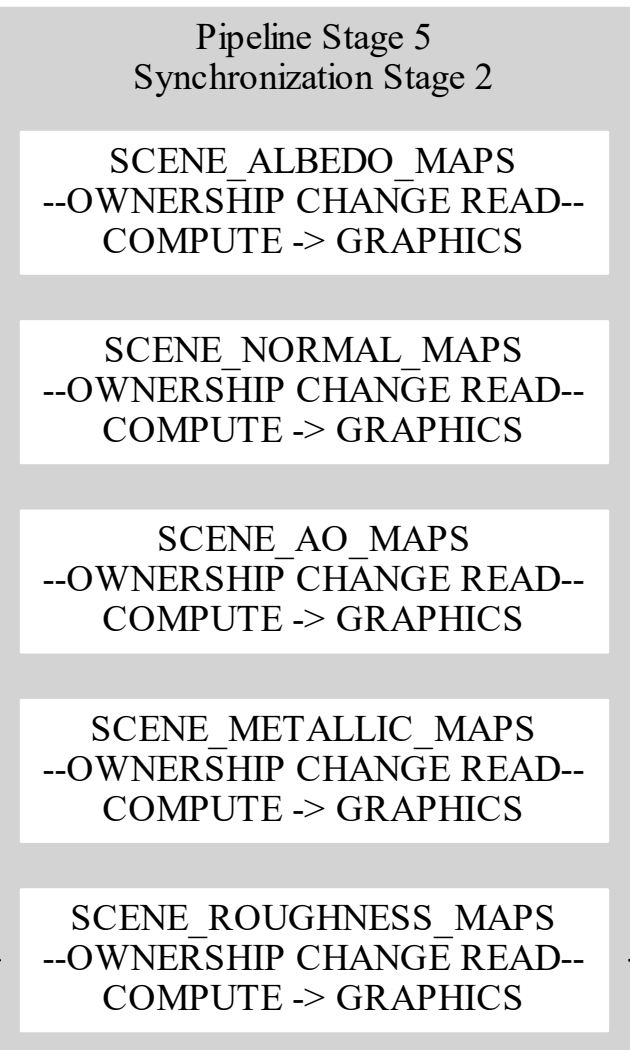 Pipeline Stage 5
Synchronization Stage 2
SCENE_ALBEDO_MAPS
--OWNERSHIP CHANGE READ--
COMPUTE -> GRAPHICS
SCENE_NORMAL_MAPS
--OWNERSHIP CHANGE READ--
COMPUTE -> GRAPHICS
SCENE_AO_MAPS
--OWNERSHIP CHANGE READ--
COMPUTE -> GRAPHICS
SCENE_METALLIC_MAPS
--OWNERSHIP CHANGE READ--
COMPUTE -> GRAPHICS
SCENE_ROUGHNESS_MAPS
--OWNERSHIP CHANGE READ--
COMPUTE -> GRAPHICS